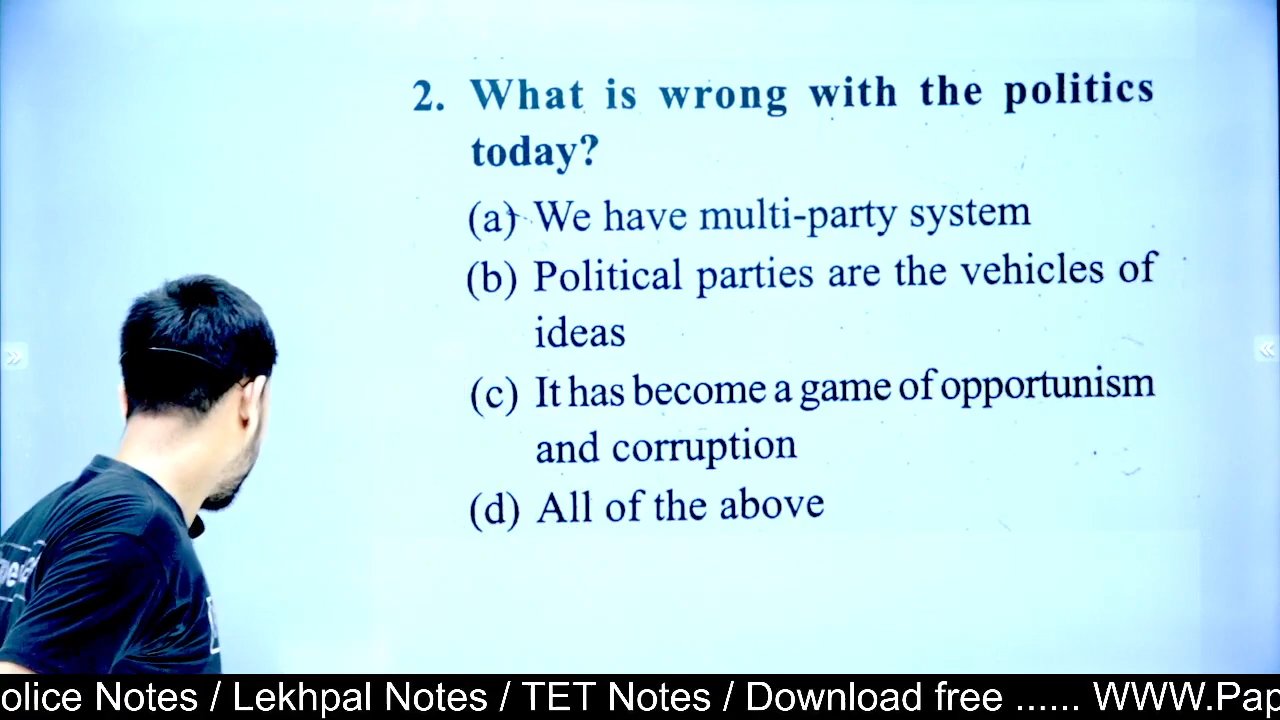 2. What is wrong with the politics
today?
(a) We have multi-party system
(b) Political parties are the vehicles of
ideas
(c) It has become a game of opportunism
and corruption
(d) All of the above
olice Notes / Lekhpal Notes / TET Notes / Download free ...... WWW.Pap